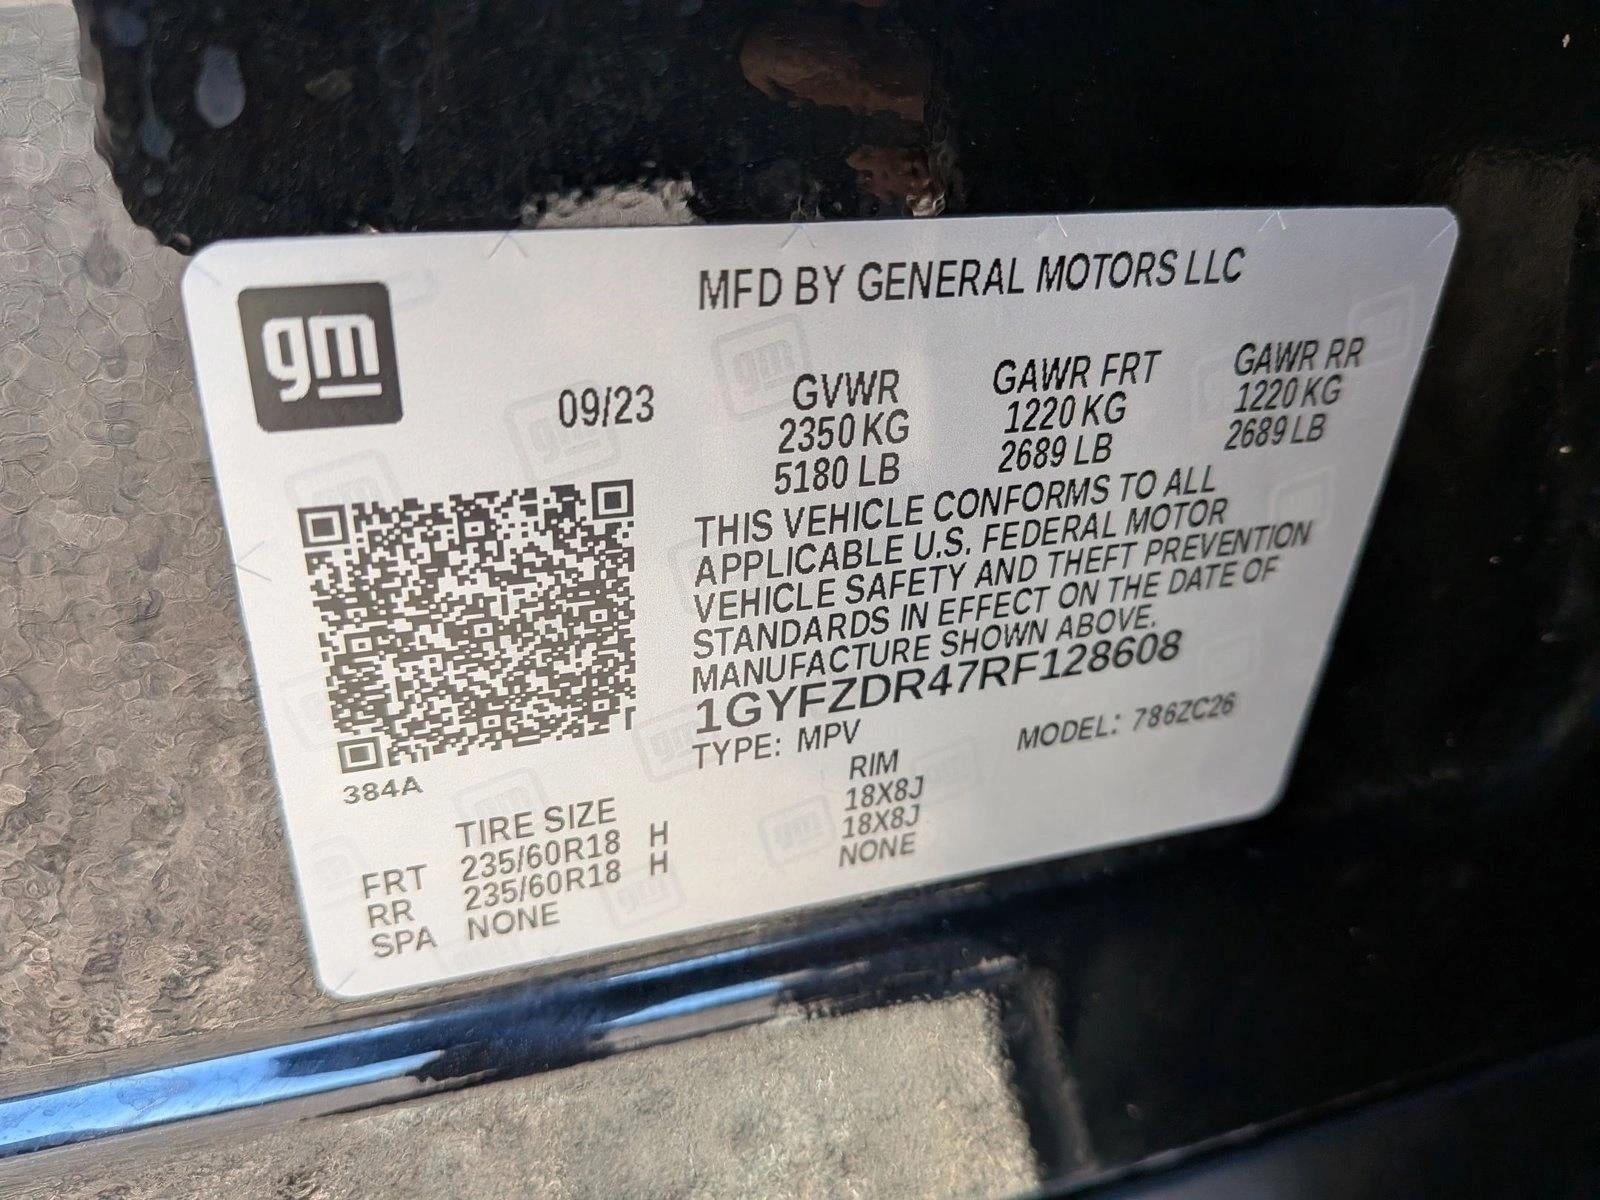 gm
MFD BY GENERAL MOTORS LLC
09/23
GVWR
2350 KG
5180 LB
GAWR FRT
1220 KG
2689 LB
GAWR RR
1220 KG
2689 LB
THIS VEHICLE CONFORMS TO ALL
APPLICABLE U.S. FEDERAL MOTOR
VEHICLE SAFETY AND THEFT PREVENTION
STANDARDS IN EFFECT ON THE DATE OF
MANUFACTURE SHOWN ABOVE.
1GYFZDR47RF128608
TYPE: MPV
MODEL: 786ZC26
384A
TIRE SIZE RIM
FRT 235/60R18 H 18X8J
RR 235/60R18 H 18X8J
SPA NONE NONE